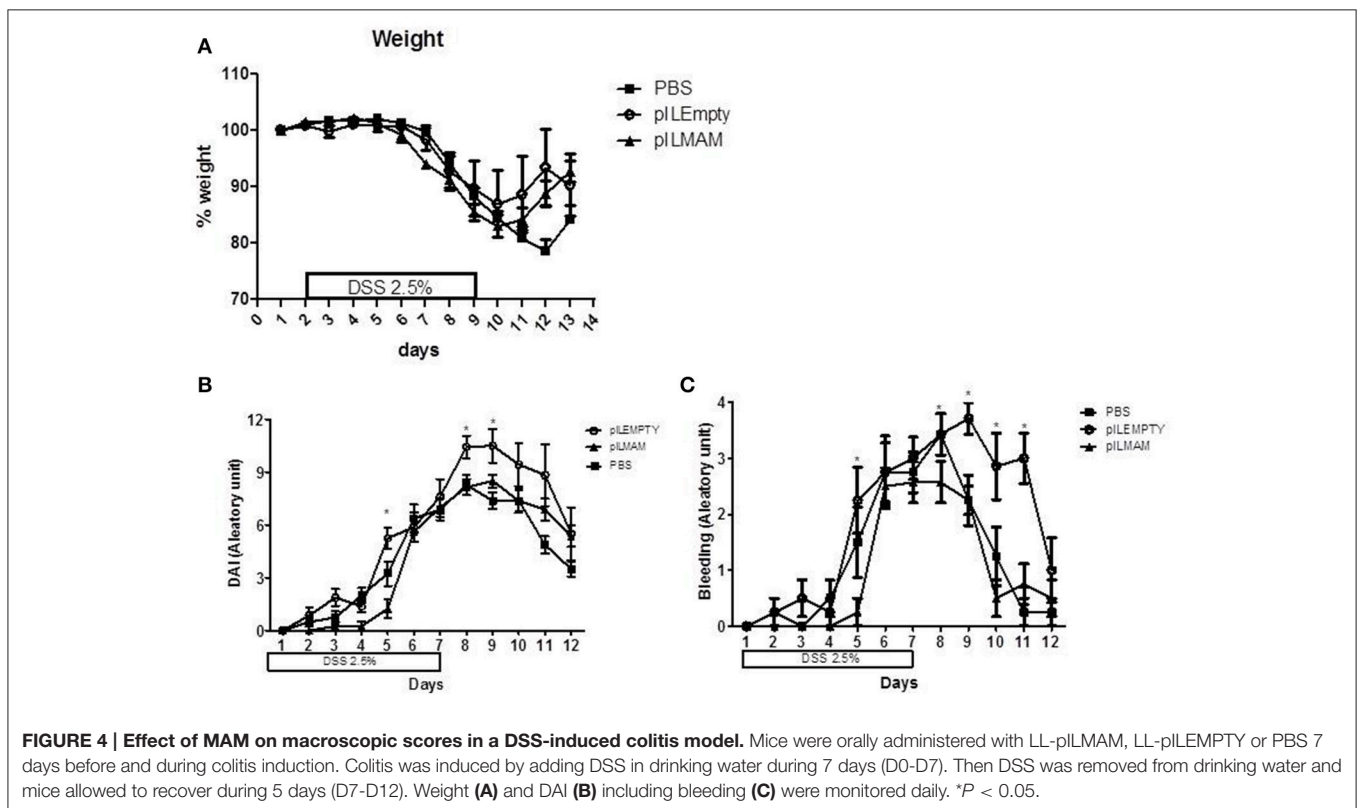 A
Weight
110
100
90
80
70
% weight
PBS
pILEmpty
pILMAM
DSS 2.5%
0 1 2 3 4 5 6 7 8 9 10 11 12 13 14
days
B
12
9
6
3
0
DAI (Aleatory unit)
* * *
pILEMPTY
pILMAM
PBS
1 2 3 4 5 6 7 8 9 10 11 12
DSS 2.5%
Days
C
4
3
2
1
0
Bleeding (Aleatory unit)
* * * * *
PBS
pILEMPTY
pILMAM
1 2 3 4 5 6 7 8 9 10 11 12
DSS 2.5%
Days
FIGURE 4 | Effect of MAM on macroscopic scores in a DSS-induced colitis model. Mice were orally administered with LL-pILMAM, LL-pILEMPTY or PBS 7
days before and during colitis induction. Colitis was induced by adding DSS in drinking water during 7 days (D0-D7). Then DSS was removed from drinking water and
mice allowed to recover during 5 days (D7-D12). Weight (A) and DAI (B) including bleeding (C) were monitored daily. *P < 0.05.